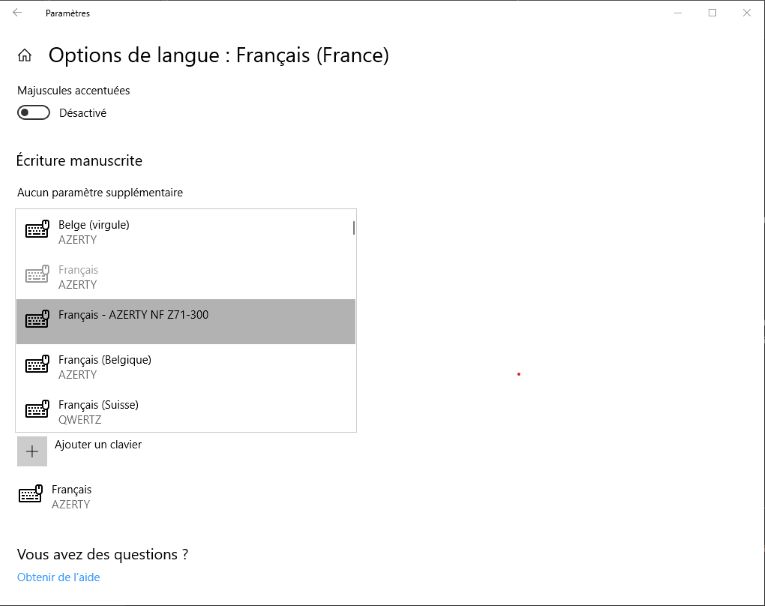 Paramètres
Options de langue : Français (France)
Majuscules accentuées
Désactivé
Écriture manuscrite
Aucun paramètre supplémentaire
Belge (virgule)
AZERTY
Français
AZERTY
Français - AZERTY NF Z71-300
Français (Belgique)
AZERTY
Français (Suisse)
QWERTZ
Ajouter un clavier
Français
AZERTY
Vous avez des questions ?
Obtenir de l'aide